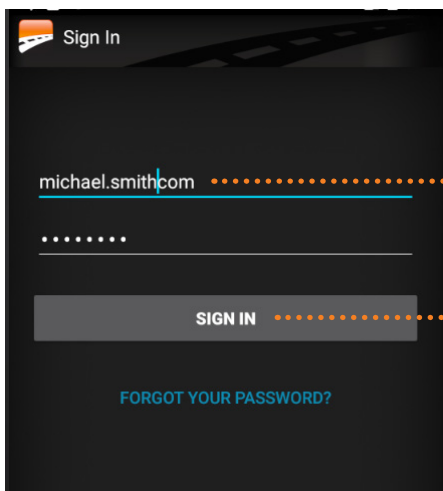 Sign In
michael.smithcom
••••••••
SIGN IN
FORGOT YOUR PASSWORD?